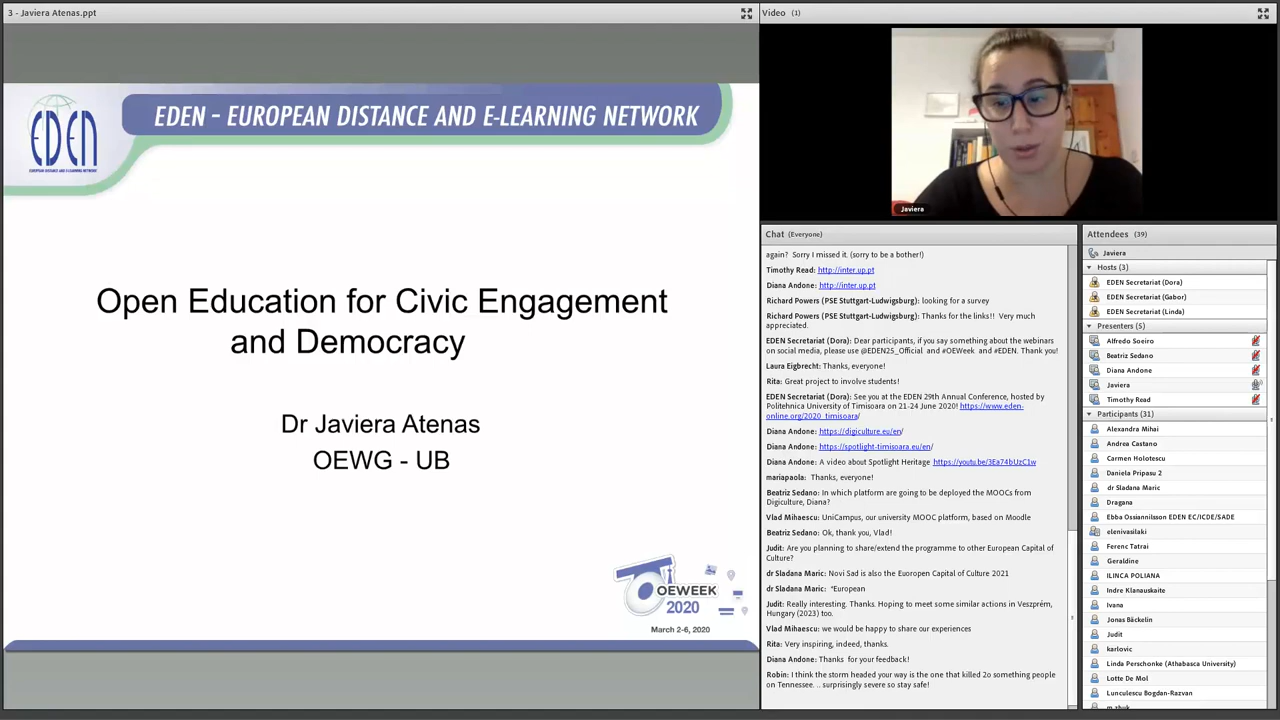 3 - Javiera Atenas.ppt
EDEN
EUROPEAN DISTANCE AND E-LEARNING NETWORK
EDEN - EUROPEAN DISTANCE AND E-LEARNING NETWORK
Open Education for Civic Engagement
and Democracy
Dr Javiera Atenas
OEWG - UB
OEWEEK
2020
March 2-6, 2020
Video (1)
Javiera
Chat (Everyone)
again? Sorry I missed it. (sorry to be a bother!)
Timothy Read: http://inter.up.pt
Diana Andone: http://inter.up.pt
Richard Powers (PSE Stuttgart-Ludwigsburg): looking for a survey
Richard Powers (PSE Stuttgart-Ludwigsburg): Thanks for the links!! Very much
appreciated.
EDEN Secretariat (Dora): Dear participants, if you say something about the webinars
on social media, please use @EDEN25_Official and #OEWeek and #EDEN. Thank you!
Laura Eigbrecht: Thanks, everyone!
Rita: Great project to involve students!
EDEN Secretariat (Dora): See you at the EDEN 29th Annual Conference, hosted by
Politehnica University of Timisoara on 21-24 June 2020! https://www.eden-
online.org/2020_timisoara/
Diana Andone: https://digiculture.eu/en/
Diana Andone: https://spotlight-timisoara.eu/en/
Diana Andone: A video about Spotlight Heritage https://youtu.be/3Ea74bUzC1w
mariapaola: Thanks, everyone!
Beatriz Sedano: In which platform are going to be deployed the MOOCs from
Digiculture, Diana?
Vlad Mihaescu: UniCampus, our university MOOC platform, based on Moodle
Beatriz Sedano: Ok, thank you, Vlad!
Judit: Are you planning to share/extend the programme to other European Capital of
Culture?
dr Sladana Maric: Novi Sad is also the Euoropen Capital of Culture 2021
dr Sladana Maric: *European
Judit: Really interesting. Thanks. Hoping to meet some similar actions in Veszprém,
Hungary (2023) too.
Vlad Mihaescu: we would be happy to share our experiences
Rita: Very inspiring, indeed, thanks.
Diana Andone: Thanks for your feedback!
Robin: I think the storm headed your way is the one that killed 2o something people
on Tennessee. .. surprisingly severe so stay safe!
Attendees (39)
Javiera
Hosts (3)
EDEN Secretariat (Dora)
EDEN Secretariat (Gabor)
EDEN Secretariat (Linda)
Presenters (5)
Alfredo Soeiro
Beatriz Sedano
Diana Andone
Javiera
Timothy Read
Participants (31)
Alexandra Mihai
Andrea Castano
Carmen Holotescu
Daniela Pripasu 2
dr Sladana Maric
Dragana
Ebba Ossiannilsson EDEN EC/ICDE/SADE
elenivasilaki
Ferenc Tatrai
Geraldine
ILINCA POLIANA
Indre Klanauskaite
Ivana
Jonas Bäckelin
Judit
karlovic
Linda Pershonke (Athabasca University)
Lotte De Mol
Lunculescu Bogdan-Razvan